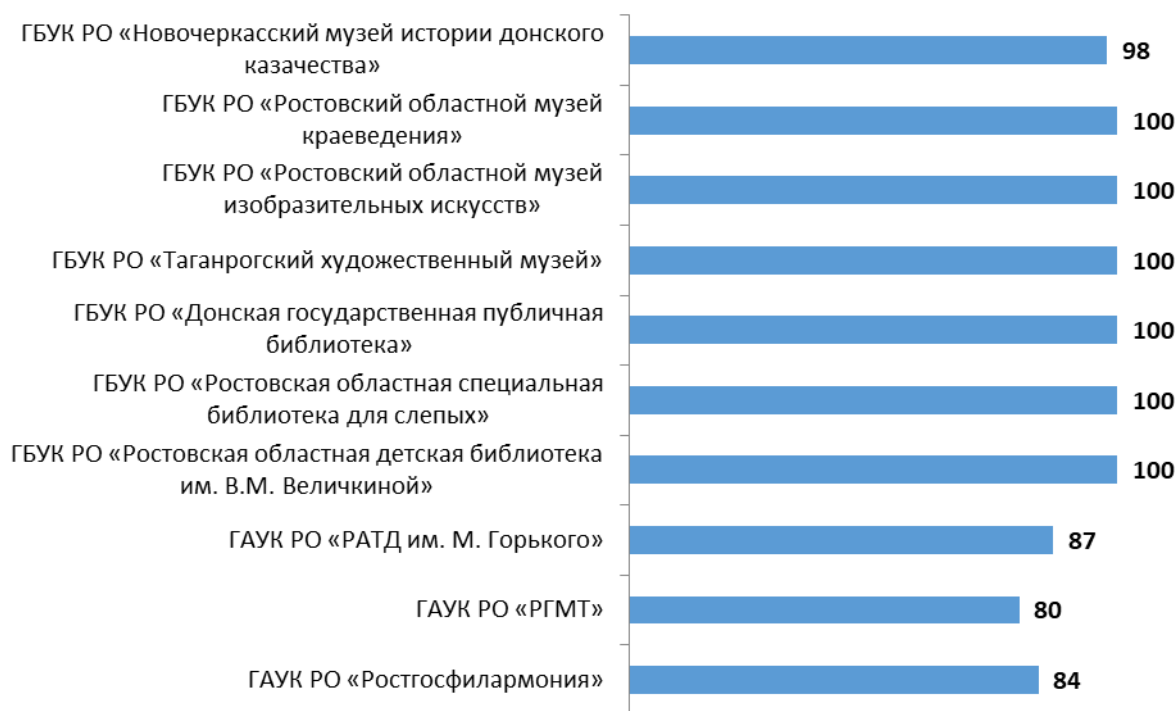 ГБУК РО «Новочеркасский музей истории донского
казачества»
98
ГБУК РО «Ростовский областной музей
краеведения»
100
ГБУК РО «Ростовский областной музей
изобразительных искусств»
100
ГБУК РО «Таганрогский художественный музей»
100
ГБУК РО «Донская государственная публичная
библиотека»
100
ГБУК РО «Ростовская областная специальная
библиотека для слепых»
100
ГБУК РО «Ростовская областная детская библиотека
им. В.М. Величкиной»
100
ГАУК РО «РАТД им. М. Горького»
87
ГАУК РО «РГМТ»
80
ГАУК РО «Ростгосфилармония»
84